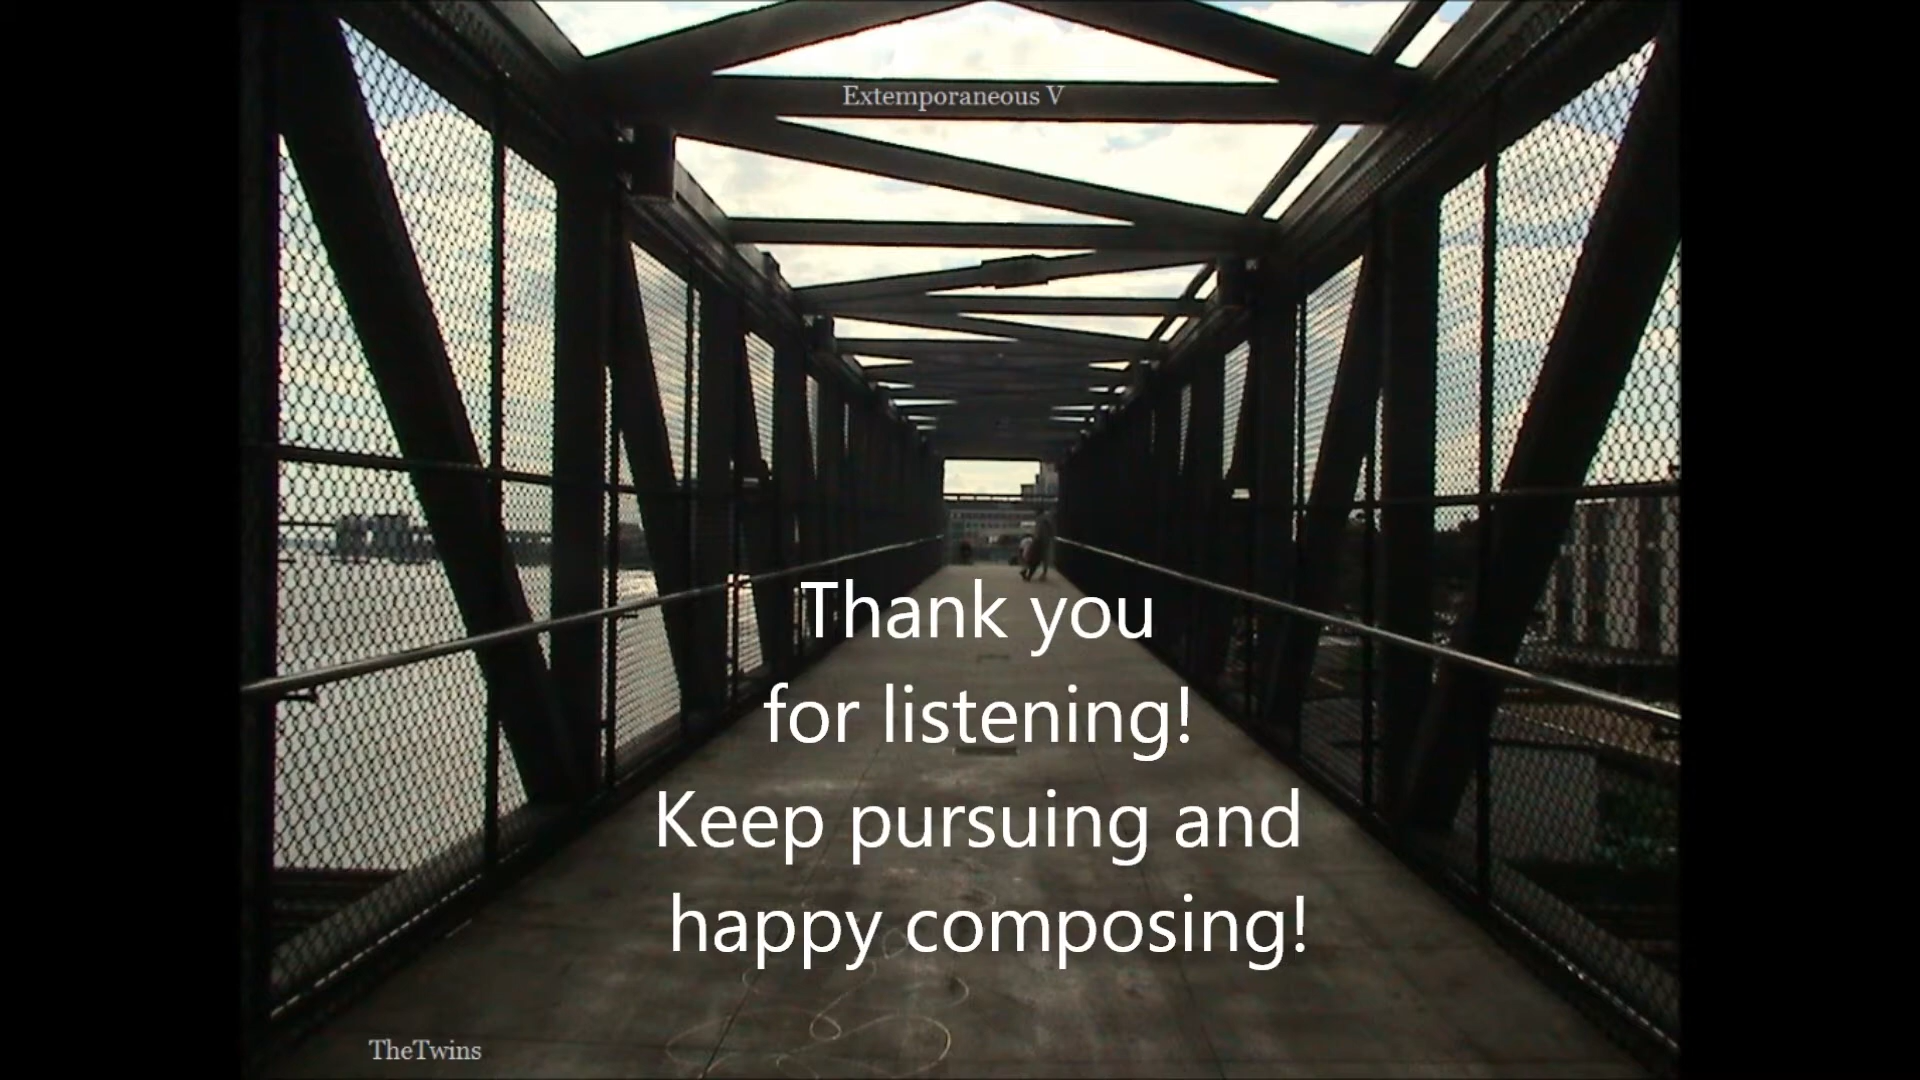 Extemporaneous V
Thank you
for listening!
Keep pursuing and
happy composing!
TheTwins